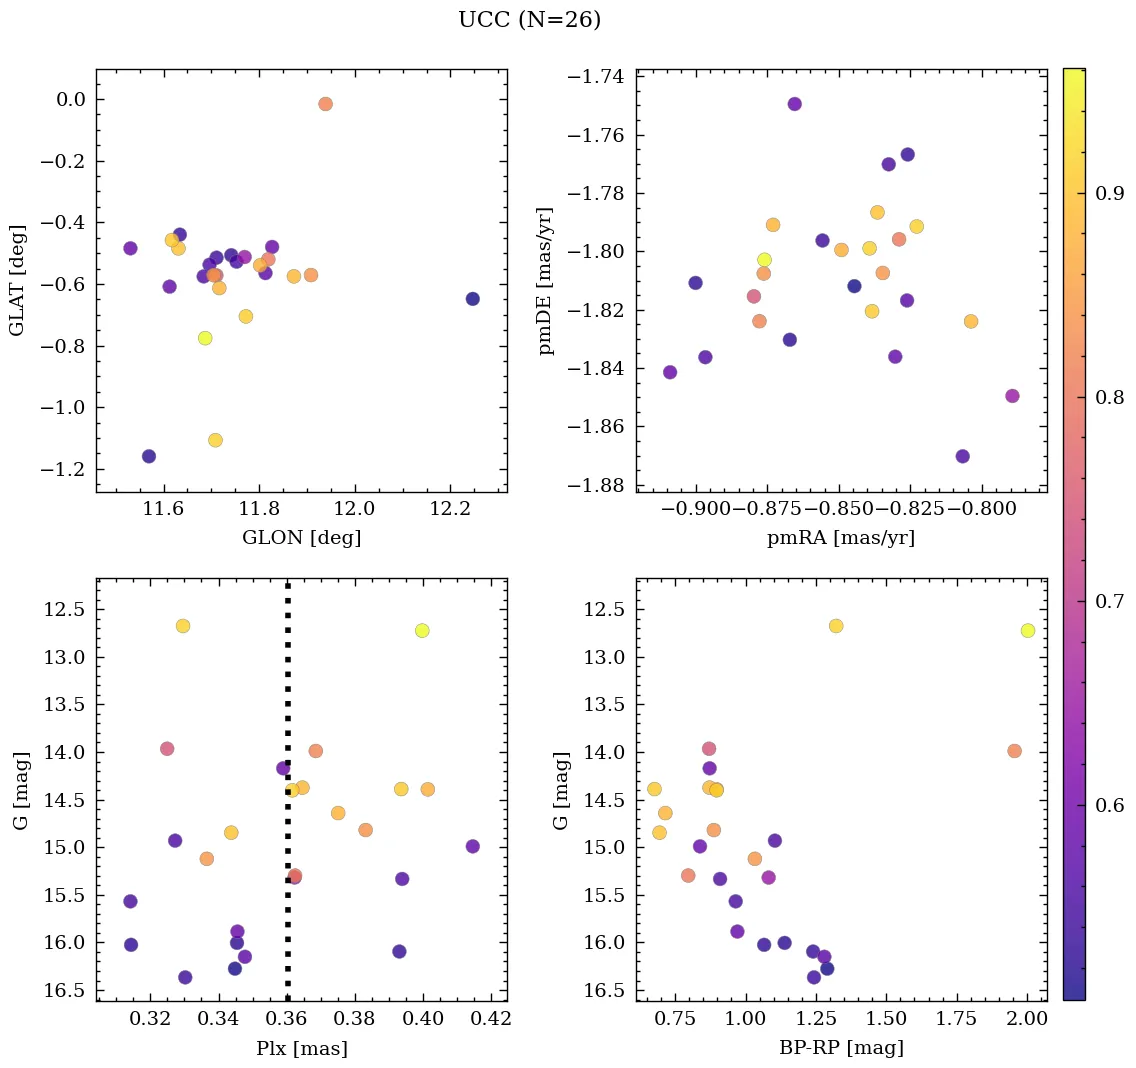 UCC (N=26)
0.0
−0.2
−0.4
−0.6
−0.8
−1.0
−1.2
GLAT [deg]
11.6 11.8 12.0 12.2
GLON [deg]
−1.74
−1.76
−1.78
−1.80
−1.82
−1.84
−1.86
−1.88
pmDE [mas/yr]
−0.900 −0.875 −0.850 −0.825 −0.800
pmRA [mas/yr]
12.5
13.0
13.5
14.0
14.5
15.0
15.5
16.0
16.5
G [mag]
0.32 0.34 0.36 0.38 0.40 0.42
Plx [mas]
12.5
13.0
13.5
14.0
14.5
15.0
15.5
16.0
16.5
G [mag]
0.75 1.00 1.25 1.50 1.75 2.00
BP-RP [mag]
0.9
0.8
0.7
0.6